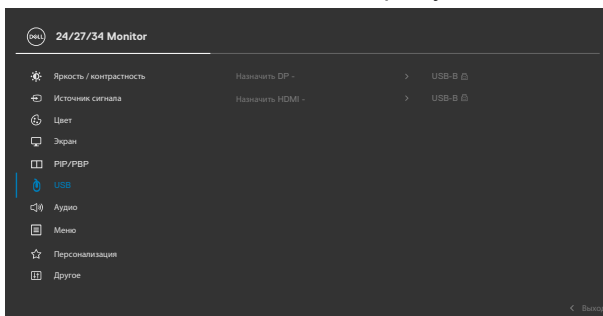 DELL 24/27/34 Monitor
Яркость / контрастность Назначить DP - > USB-B
Источник сигнала Назначить HDMI - > USB-B
Цвет
Экран
PIP/PBP
USB
Аудио
Меню
Персонализация
Другое
< Выход